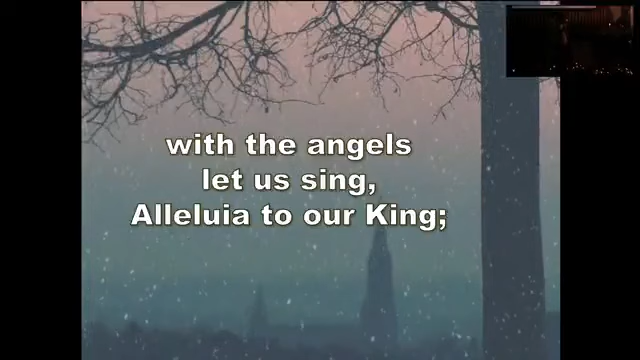 with the angels
let us sing,
Alleluia to our King;